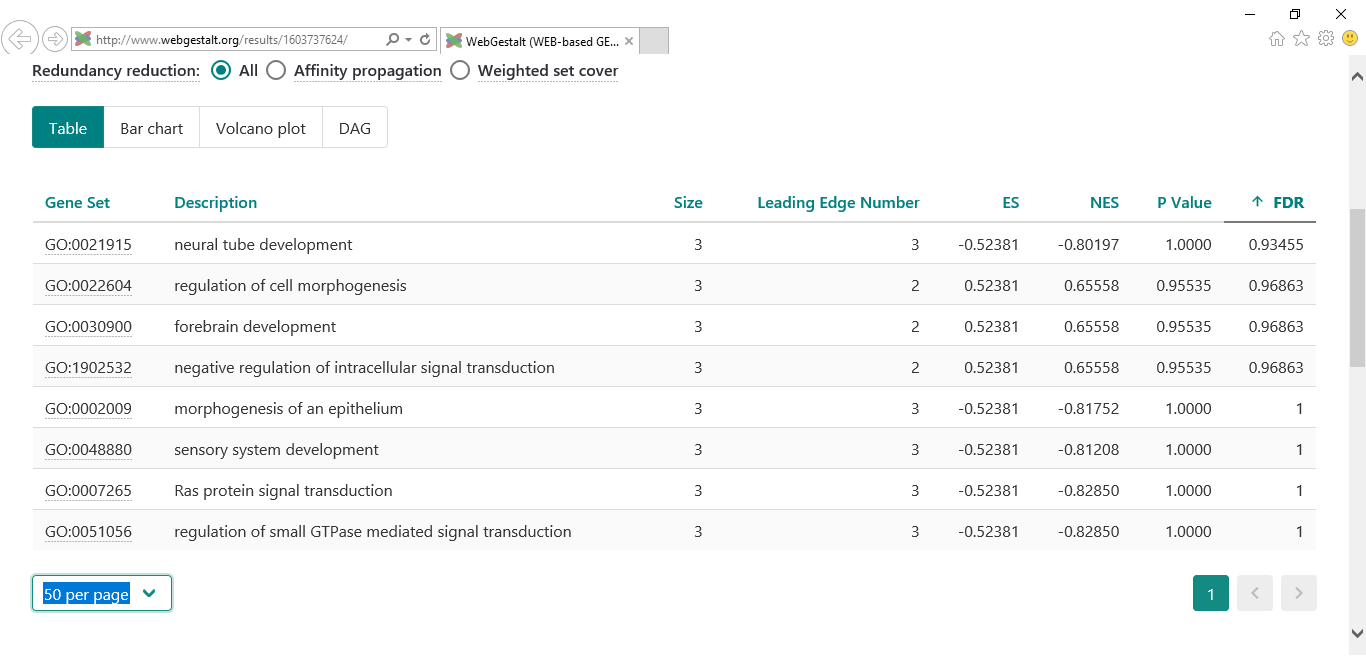 http://www.webgestalt.org/results/1603737624/ WebGestalt (WEB-based GE...
Redundancy reduction: All Affinity propagation Weighted set cover
Table Bar chart Volcano plot DAG
Gene Set Description Size Leading Edge Number ES NES P Value ↑ FDR
GO:0021915 neural tube development 3 3 -0.52381 -0.80197 1.0000 0.93455
GO:0022604 regulation of cell morphogenesis 3 2 0.52381 0.65558 0.95535 0.96863
GO:0030900 forebrain development 3 2 0.52381 0.65558 0.95535 0.96863
GO:1902532 negative regulation of intracellular signal transduction 3 2 0.52381 0.65558 0.95535 0.96863
GO:0002009 morphogenesis of an epithelium 3 3 -0.52381 -0.81752 1.0000 1
GO:0048880 sensory system development 3 3 -0.52381 -0.81208 1.0000 1
GO:0007265 Ras protein signal transduction 3 3 -0.52381 -0.82850 1.0000 1
GO:0051056 regulation of small GTPase mediated signal transduction 3 3 -0.52381 -0.82850 1.0000 1
50 per page 1